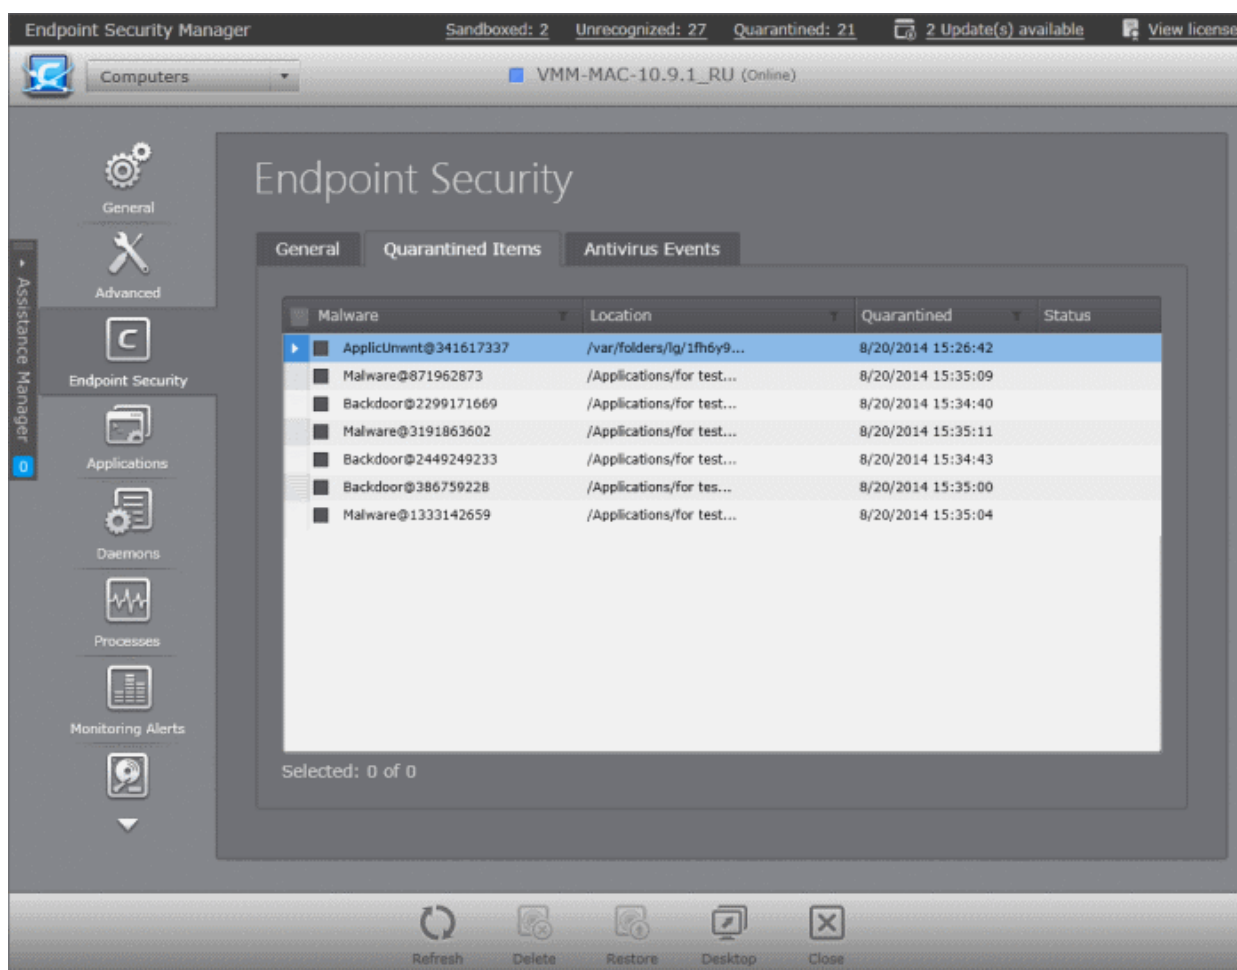 Endpoint Security Manager Sandboxed: 2 Unrecognized: 27 Quarantined: 21 2 Update(s) available View license
Computers VMM-MAC-10.9.1_RU (Online)
General
Advanced
Endpoint Security
Applications
Daemons
Processes
Monitoring Alerts
Assistance Manager
0
Endpoint Security
General Quarantined Items Antivirus Events
Malware Location Quarantined Status
ApplicUnwnt@341617337 /var/folders/lg/1fh6y9... 8/20/2014 15:26:42
Malware@871962873 /Applications/for test... 8/20/2014 15:35:09
Backdoor@2299171669 /Applications/for test... 8/20/2014 15:34:40
Malware@3191863602 /Applications/for test... 8/20/2014 15:35:11
Backdoor@2449249233 /Applications/for test... 8/20/2014 15:34:43
Backdoor@386759228 /Applications/for tes... 8/20/2014 15:35:00
Malware@1333142659 /Applications/for test... 8/20/2014 15:35:04
Selected: 0 of 0
Refresh Delete Restore Desktop Close